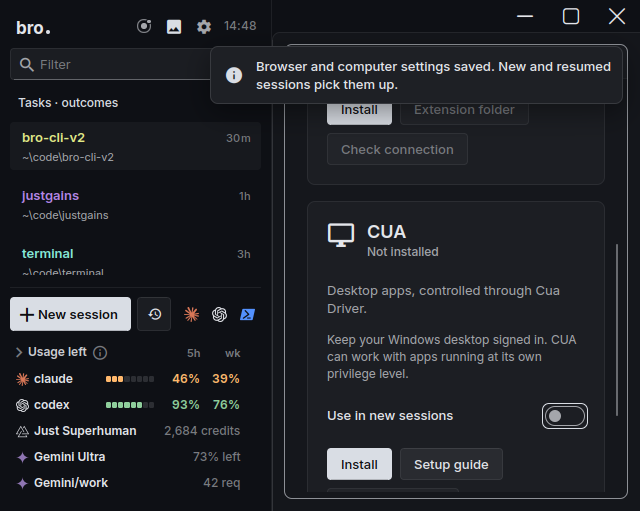 bro.
14:48
Filter
Browser and computer settings saved. New and resumed
sessions pick them up.
Tasks · outcomes
bro-cli-v2
30m
~\code\bro-cli-v2
justgains
1h
~\code\justgains
terminal
3h
~\code\terminal
New session
Usage left
5h
wk
claude
46%
39%
codex
93%
76%
Just Superhuman
2,684 credits
Gemini Ultra
73% left
Gemini/work
42 req
Install
Extension folder
Check connection
CUA
Not installed
Desktop apps, controlled through Cua
Driver.
Keep your Windows desktop signed in. CUA
can work with apps running at its own
privilege level.
Use in new sessions
Install
Setup guide